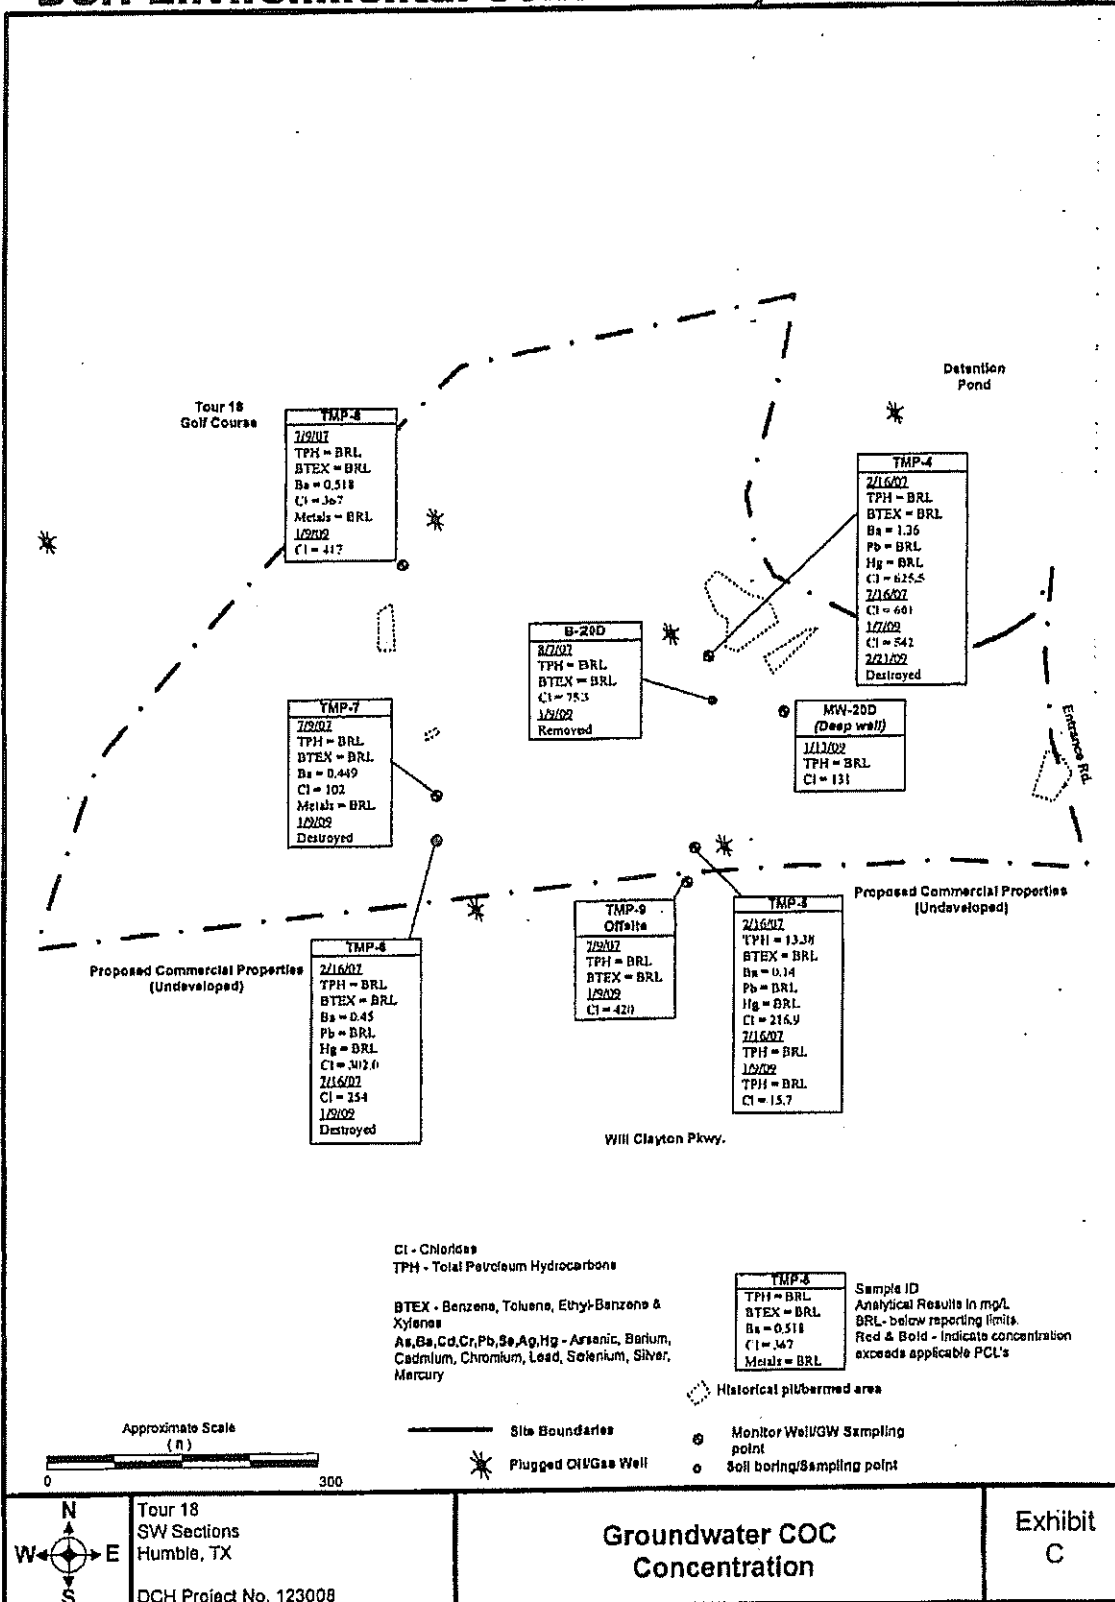 Detention
Pond
Tour 18
Golf Course
TMP-8
7/9/07
TPH = BRL
BTEX = BRL
Ba = 0.518
Cl = 367
Metals = BRL
1/9/09
Cl = 417
TMP-4
2/16/07
TPH = BRL
BTEX = BRL
Ba = 1.36
Pb = BRL
Hg = BRL
Cl = 625.5
7/16/07
Cl = 601
1/7/09
Cl = 542
2/21/09
Destroyed
B-20D
8/7/07
TPH = BRL
BTEX = BRL
Cl = 75.3
1/9/09
Removed
TMP-7
7/9/07
TPH = BRL
BTEX = BRL
Ba = 0.449
Cl = 102
Metals = BRL
1/9/09
Destroyed
MW-20D
(Deep well)
1/13/09
TPH = BRL
Cl = 131
Entrance Rd.
Proposed Commercial Properties
(Undeveloped)
TMP-9
Offsite
7/9/07
TPH = BRL
BTEX = BRL
1/9/09
Cl = 420
TMP-5
2/16/07
TPH = 13.38
BTEX = BRL
Ba = 0.14
Pb = BRL
Hg = BRL
Cl = 216.9
7/16/07
TPH = BRL
1/9/09
TPH = BRL
Cl = 15.7
Proposed Commercial Properties
(Undeveloped)
TMP-6
2/16/07
TPH = BRL
BTEX = BRL
Ba = 0.45
Pb = BRL
Hg = BRL
Cl = 302.0
7/16/07
Cl = 254
1/9/09
Destroyed
Will Clayton Pkwy.
Cl - Chlorides
TPH - Total Petroleum Hydrocarbons
BTEX - Benzene, Toluene, Ethyl-Benzene &
Xylenes
As,Ba,Cd,Cr,Pb,Se,Ag,Hg - Arsenic, Barium,
Cadmium, Chromium, Lead, Selenium, Silver,
Mercury
TMP-8
TPH = BRL
BTEX = BRL
Ba = 0.518
Cl = 367
Metals = BRL
Sample ID
Analytical Results in mg/L
BRL- below reporting limits.
Red & Bold - Indicate concentration
exceeds applicable PCL's
Historical pit/bermed area
Approximate Scale
(ft)
0 300
Site Boundaries
Plugged Oil/Gas Well
Monitor Well/GW Sampling
point
Soil boring/Sampling point
N
W E
S
Tour 18
SW Sections
Humble, TX
DCH Project No. 123008
Groundwater COC
Concentration
Exhibit
C